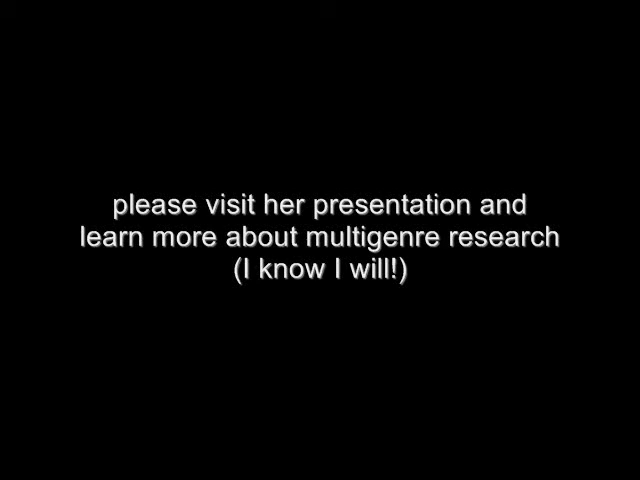 please visit her presentation and
learn more about multigenre research
(I know I will!)